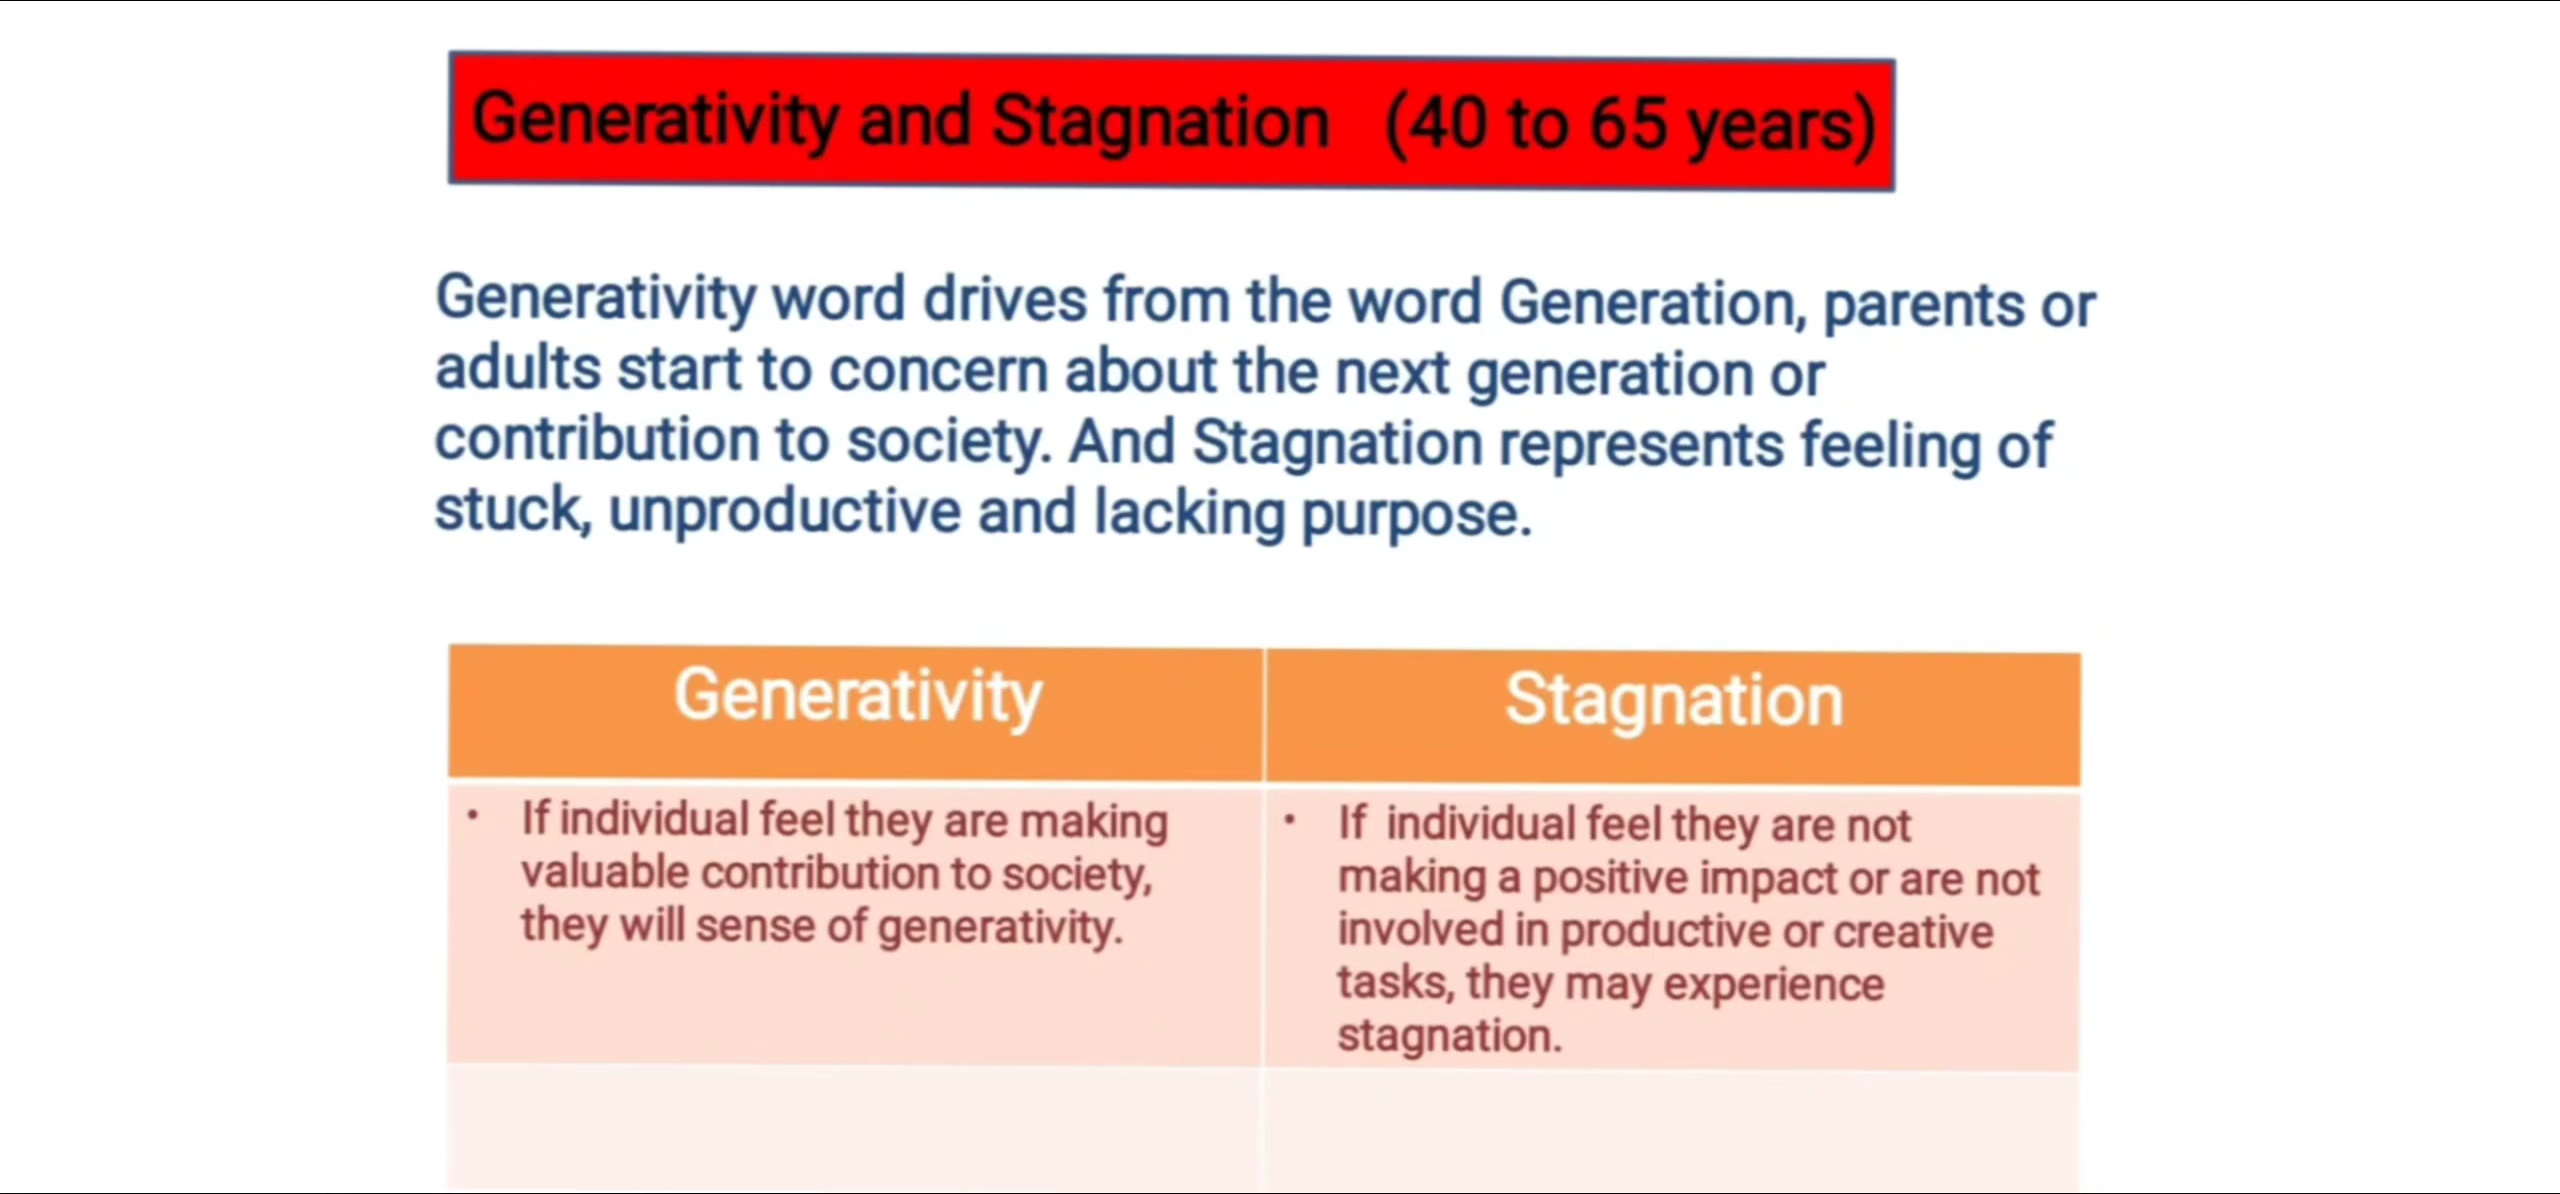 Generativity and Stagnation (40 to 65 years)
Generativity word drives from the word Generation, parents or
adults start to concern about the next generation or
contribution to society. And Stagnation represents feeling of
stuck, unproductive and lacking purpose.
Generativity
Stagnation
• If individual feel they are making
valuable contribution to society,
they will sense of generativity.
• If individual feel they are not
making a positive impact or are not
involved in productive or creative
tasks, they may experience
stagnation.